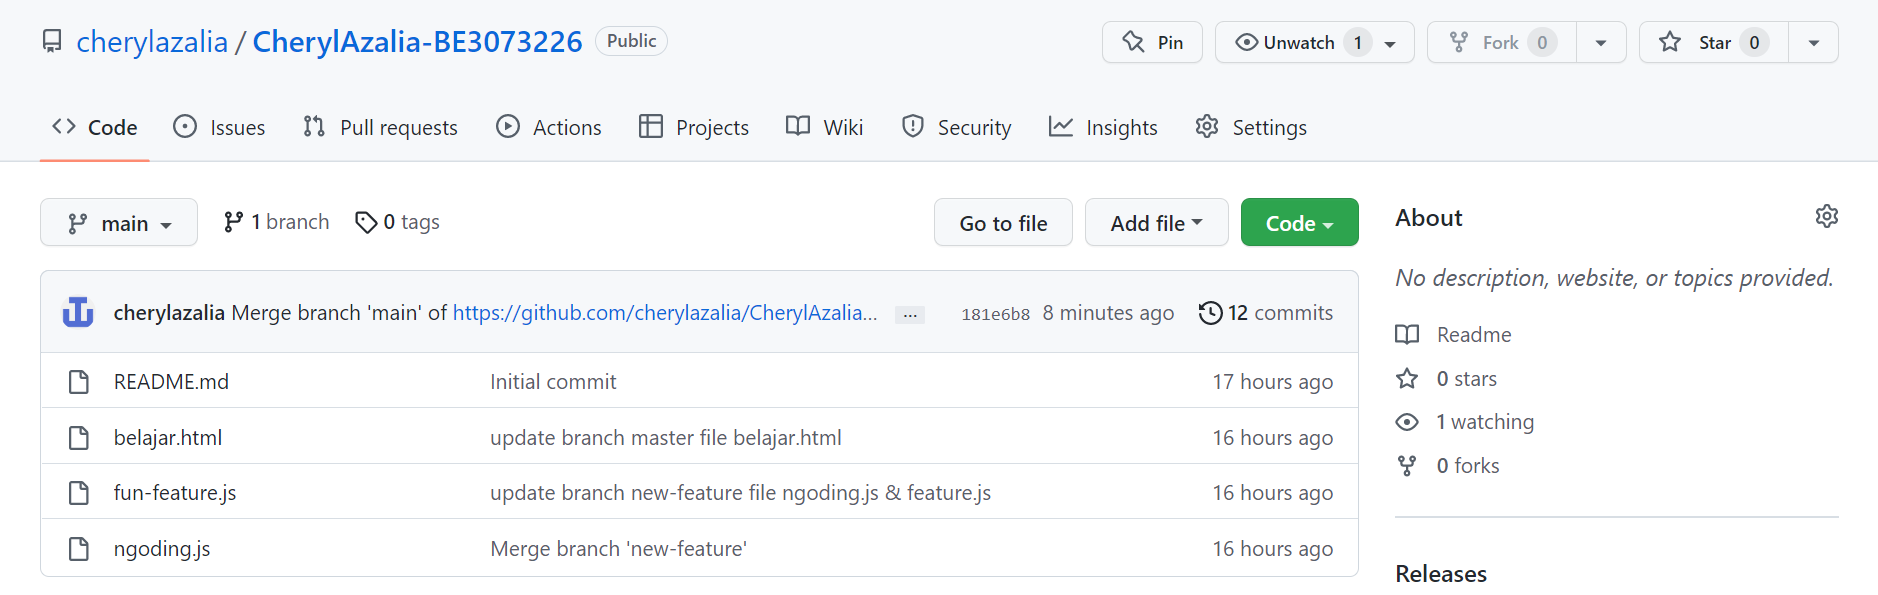 cherylazalia / CherylAzalia-BE3073226 Public Pin Unwatch 1 Fork 0 Star 0
Code Issues Pull requests Actions Projects Wiki Security Insights Settings
main 1 branch 0 tags Go to file Add file Code
cherylazalia Merge branch 'main' of https://github.com/cherylazalia/CherylAzalia... ... 181e6b8 8 minutes ago 12 commits
README.md Initial commit 17 hours ago
belajar.html update branch master file belajar.html 16 hours ago
fun-feature.js update branch new-feature file ngoding.js & feature.js 16 hours ago
ngoding.js Merge branch 'new-feature' 16 hours ago
About
No description, website, or topics provided.
Readme
0 stars
1 watching
0 forks
Releases